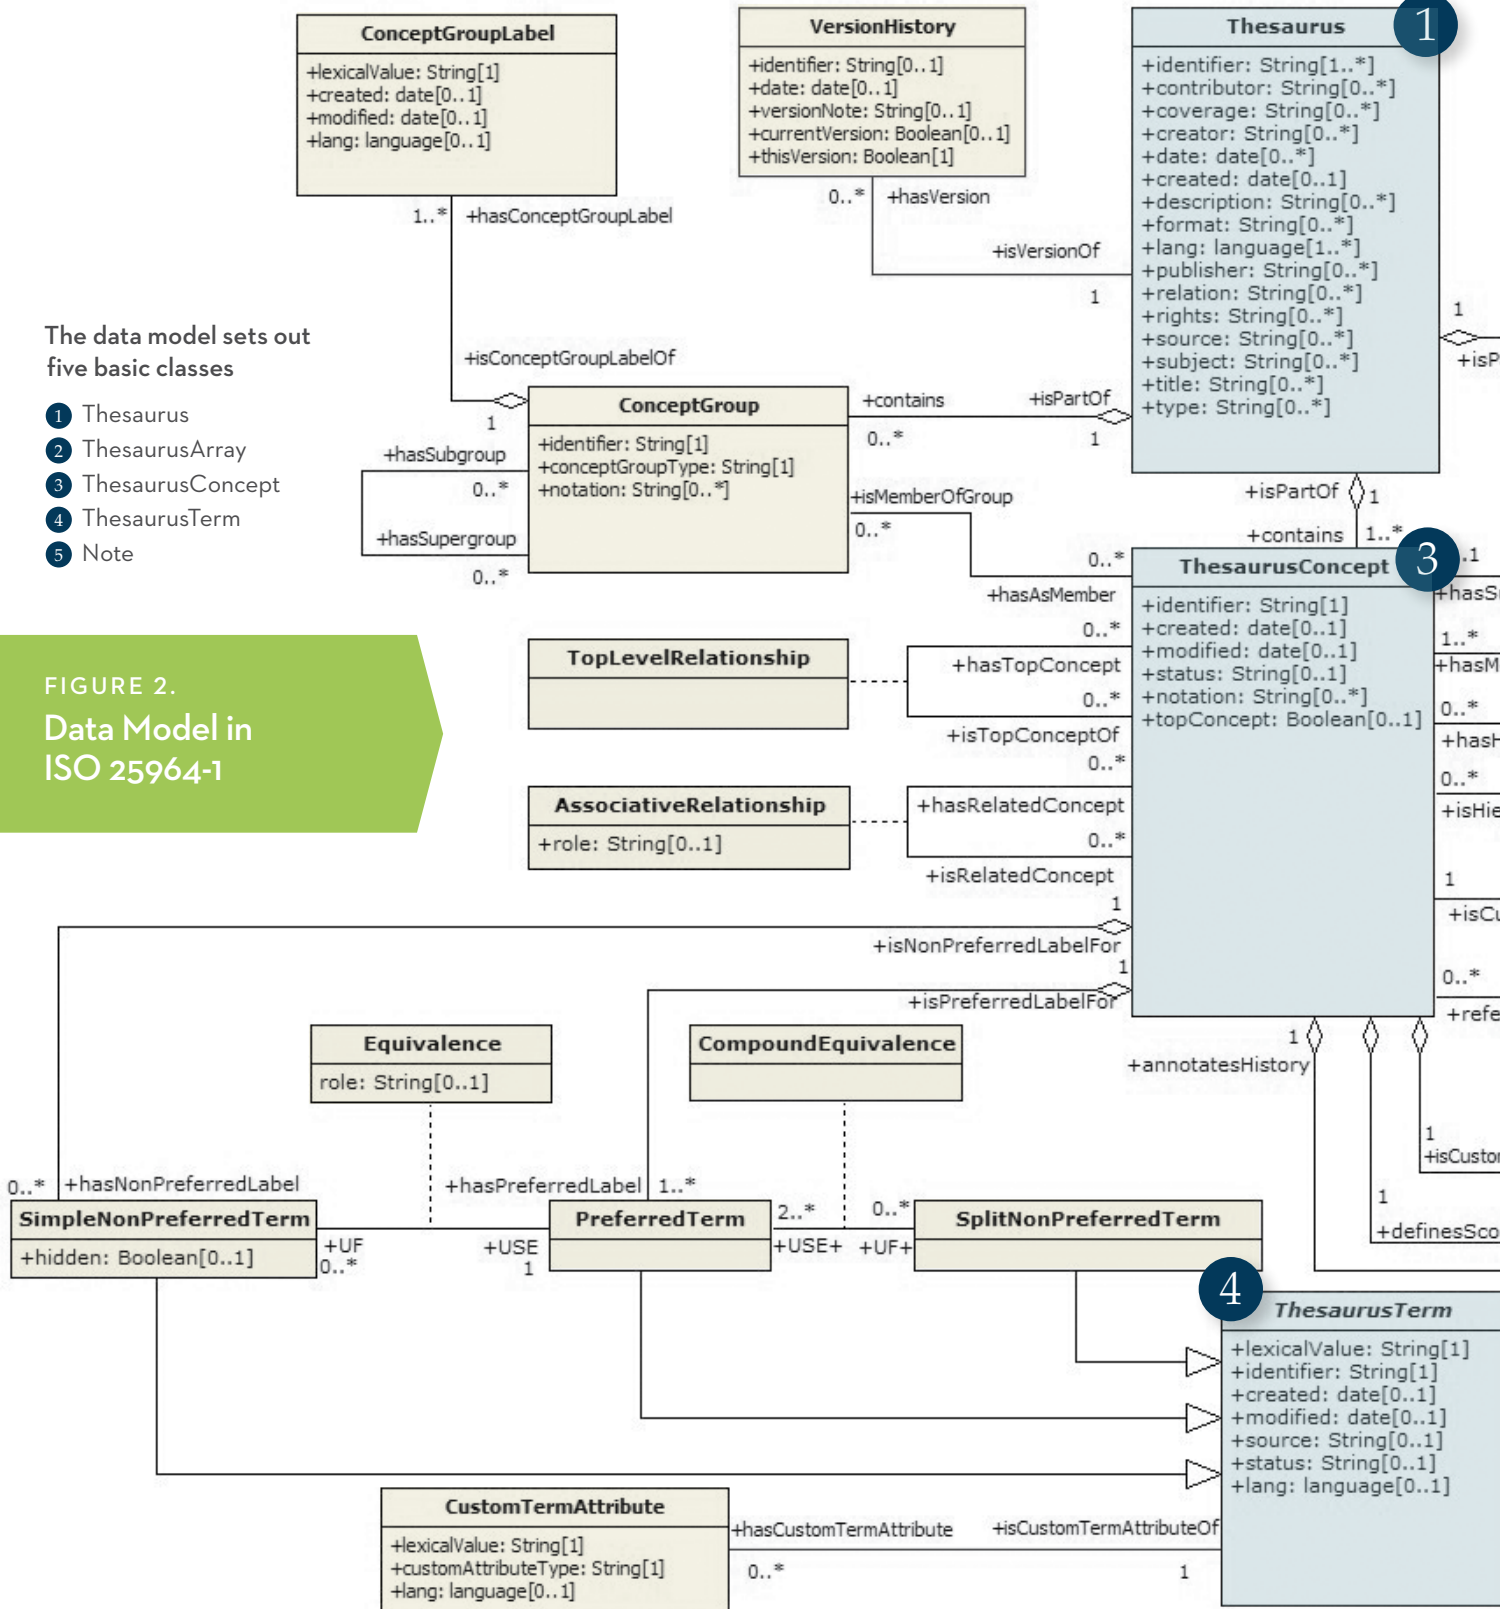 ConceptGroupLabel
+lexicalValue: String[1]
+created: date[0..1]
+modified: date[0..1]
+lang: language[0..1]
1..*
+hasConceptGroupLabel
+isConceptGroupLabelOf
1
VersionHistory
+identifier: String[0..1]
+date: date[0..1]
+versionNote: String[0..1]
+currentVersion: Boolean[0..1]
+thisVersion: Boolean[1]
0..*
+hasVersion
+isVersionOf
1
Thesaurus
1
+identifier: String[1..*]
+contributor: String[0..*]
+coverage: String[0..*]
+creator: String[0..*]
+date: date[0..*]
+created: date[0..1]
+description: String[0..*]
+format: String[0..*]
+lang: language[1..*]
+publisher: String[0..*]
+relation: String[0..*]
+rights: String[0..*]
+source: String[0..*]
+subject: String[0..*]
+title: String[0..*]
+type: String[0..*]
1
+isP
The data model sets out
five basic classes
1 Thesaurus
2 ThesaurusArray
3 ThesaurusConcept
4 ThesaurusTerm
5 Note
ConceptGroup
+identifier: String[1]
+conceptGroupType: String[1]
+notation: String[0..*]
+contains
0..*
+isPartOf
1
+hasSubgroup
0..*
+hasSupergroup
0..*
+isMemberOfGroup
0..*
0..*
+hasAsMember
+isPartOf
1
+contains
1..*
FIGURE 2.
Data Model in
ISO 25964-1
ThesaurusConcept
3
+identifier: String[1]
+created: date[0..1]
+modified: date[0..1]
+status: String[0..1]
+notation: String[0..*]
+topConcept: Boolean[0..1]
..1
+hasS
1..*
+hasM
0..*
+hasH
0..*
+isHie
1
+isCu
0..*
+refe
TopLevelRelationship
0..*
+hasTopConcept
0..*
+isTopConceptOf
AssociativeRelationship
+role: String[0..1]
0..*
+hasRelatedConcept
0..*
+isRelatedConcept
1
+isNonPreferredLabelFor
1
+isPreferredLabelFor
1
+annotatesHistory
1
+isCustom
1
+definesSco
Equivalence
role: String[0..1]
CompoundEquivalence
0..*
+hasNonPreferredLabel
+hasPreferredLabel
1..*
SimpleNonPreferredTerm
+hidden: Boolean[0..1]
+UF
0..*
+USE
1
PreferredTerm
2..*
+USE+
0..*
+UF+
SplitNonPreferredTerm
4
ThesaurusTerm
+lexicalValue: String[1]
+identifier: String[1]
+created: date[0..1]
+modified: date[0..1]
+source: String[0..1]
+status: String[0..1]
+lang: language[0..1]
CustomTermAttribute
+lexicalValue: String[1]
+customAttributeType: String[1]
+lang: language[0..1]
+hasCustomTermAttribute
0..*
+isCustomTermAttributeOf
1